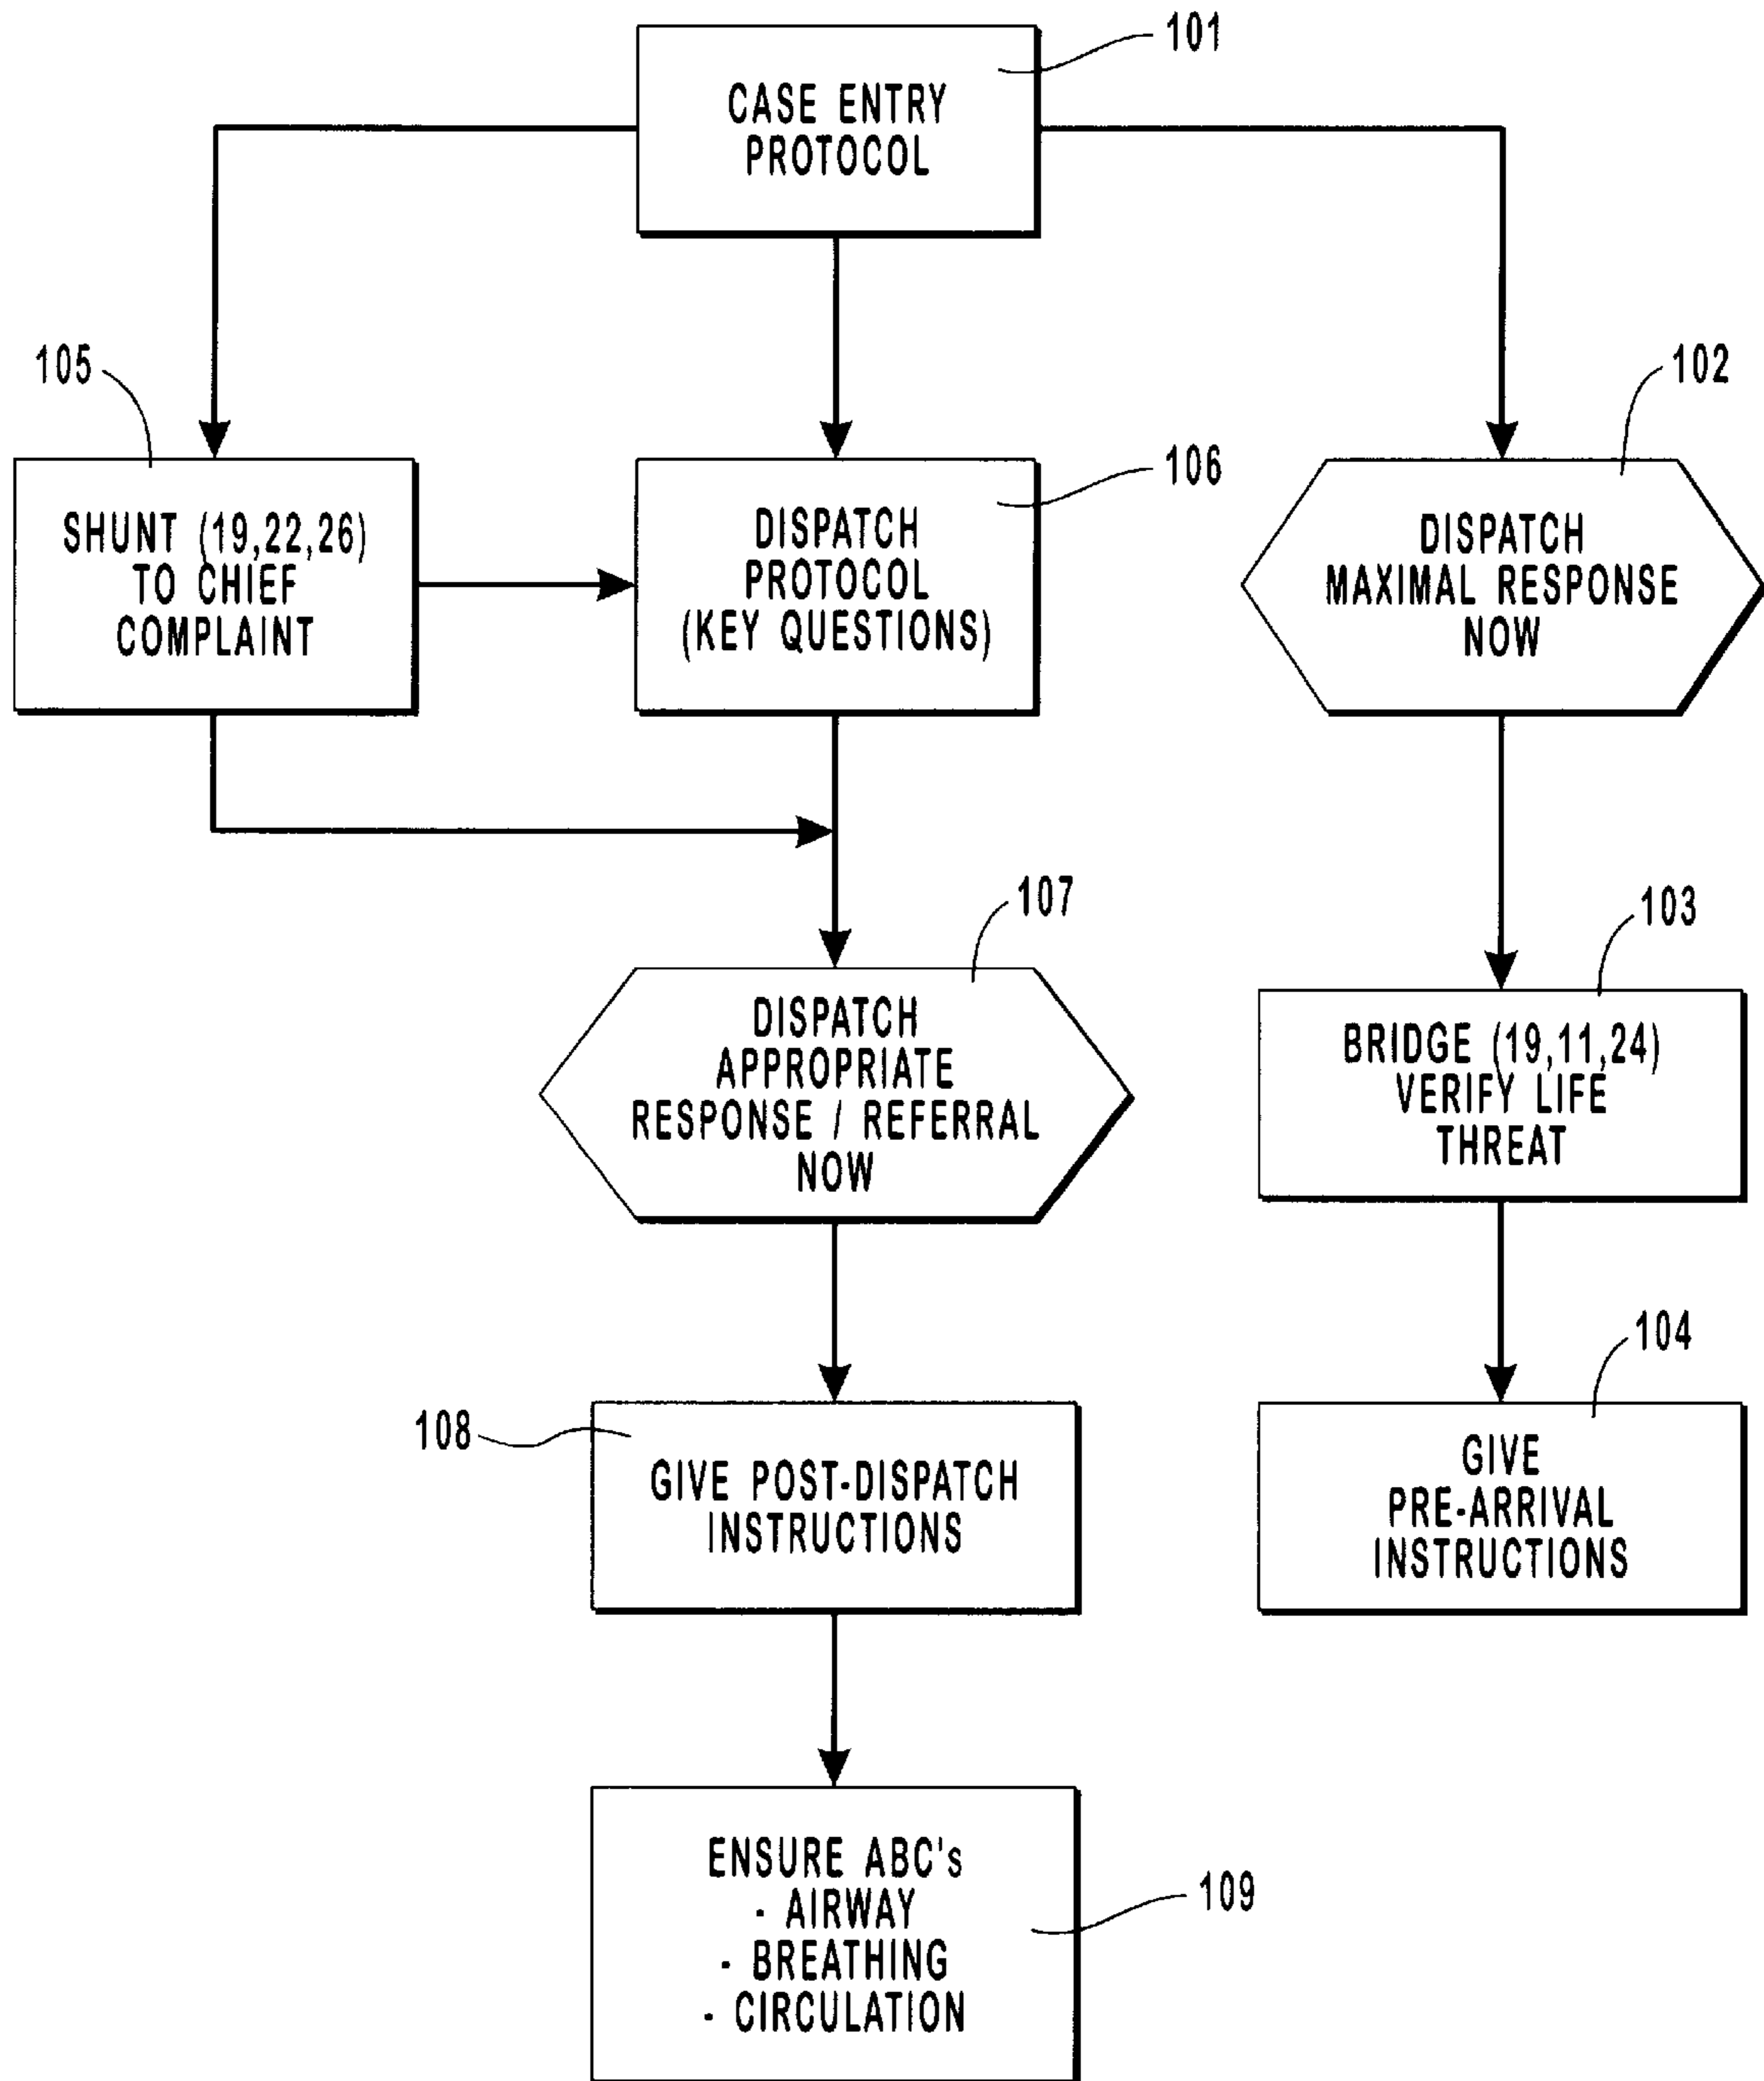 101
CASE ENTRY
PROTOCOL
105
SHUNT (19,22,26)
TO CHIEF
COMPLAINT
106
DISPATCH
PROTOCOL
(KEY QUESTIONS)
102
DISPATCH
MAXIMAL RESPONSE
NOW
107
DISPATCH
APPROPRIATE
RESPONSE / REFERRAL
NOW
103
BRIDGE (19,11,24)
VERIFY LIFE
THREAT
108
GIVE POST-DISPATCH
INSTRUCTIONS
104
GIVE
PRE-ARRIVAL
INSTRUCTIONS
ENSURE ABC's
- AIRWAY
- BREATHING
- CIRCULATION
109